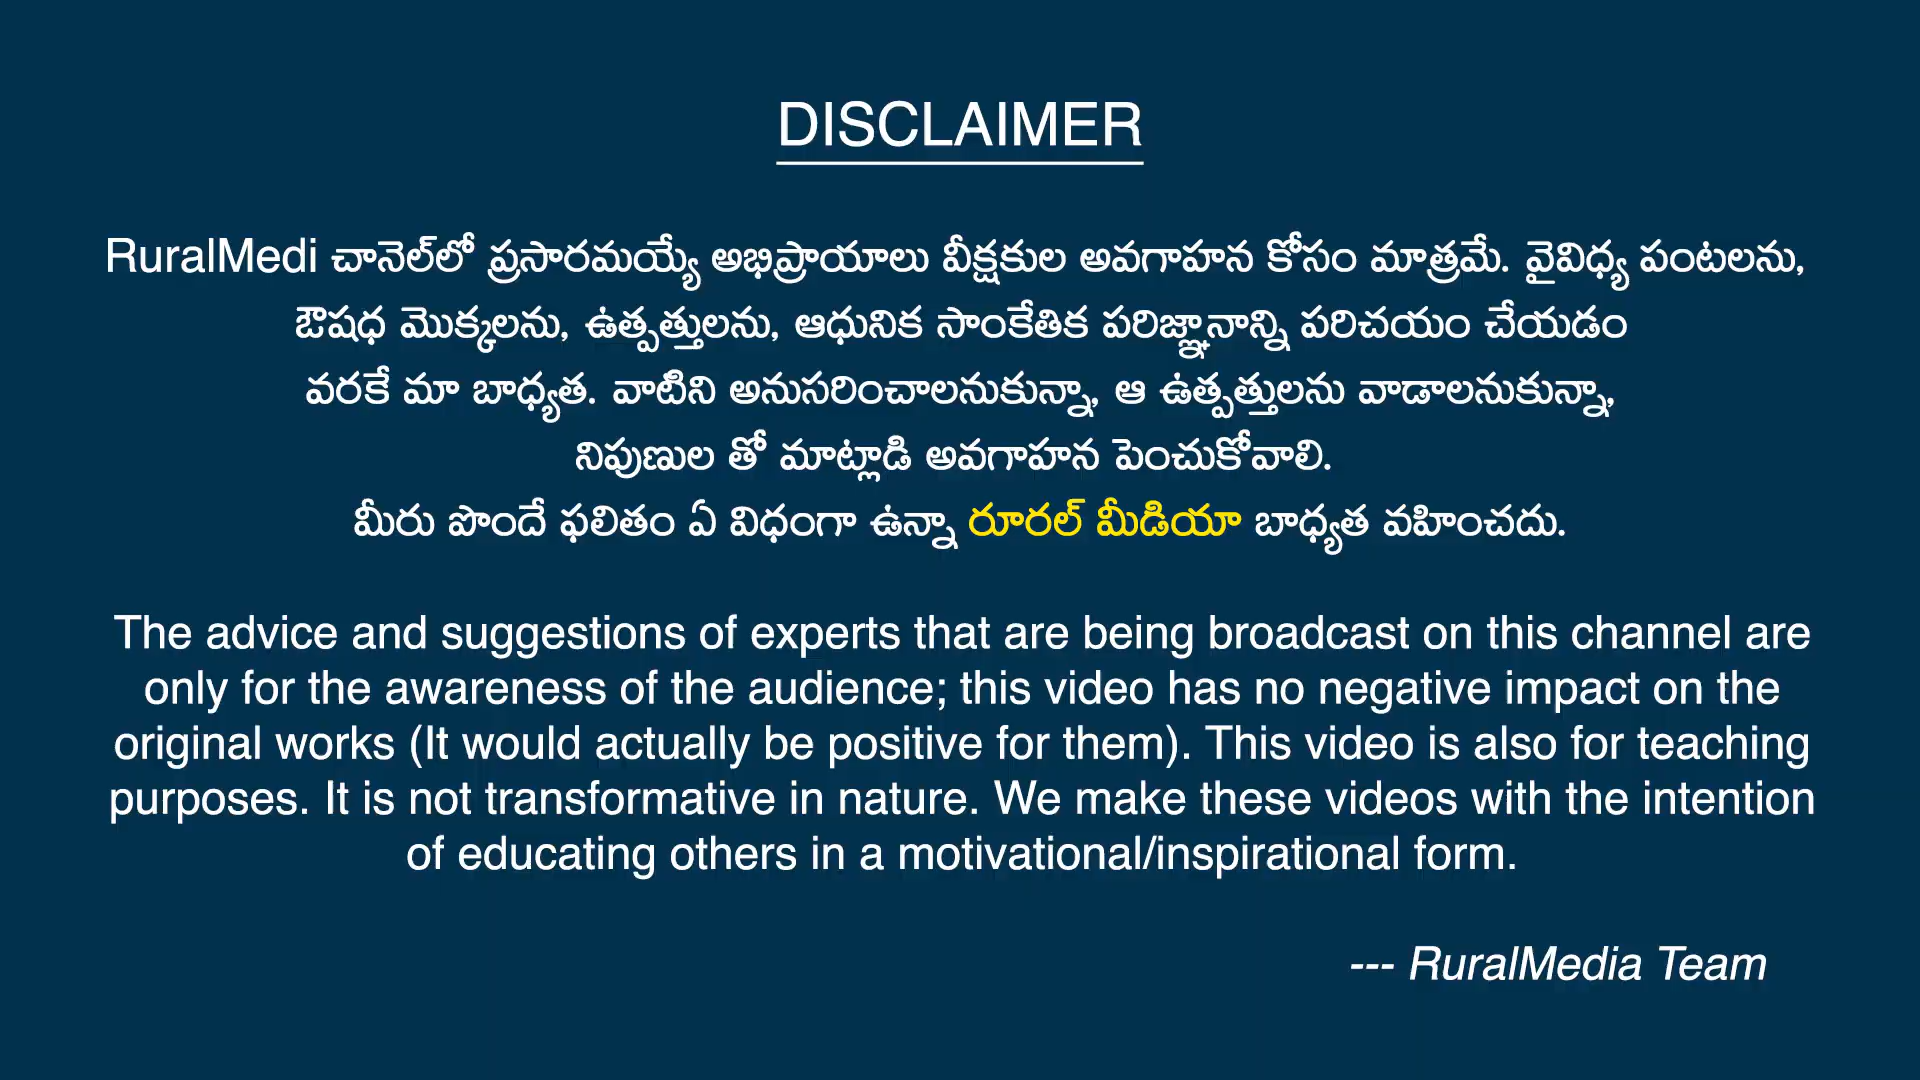 DISCLAIMER
RuralMedi చానెల్‌లో ప్రసారమయ్యే అభిప్రాయాలు వీక్షకుల అవగాహన కోసం మాత్రమే. వైవిధ్య పంటలను,
ఔషధ మొక్కలను, ఉత్పత్తులను, ఆధునిక సాంకేతిక పరిజ్ఞానాన్ని పరిచయం చేయడం
వరకే మా బాధ్యత. వాటిని అనుసరించాలనుకున్నా, ఆ ఉత్పత్తులను వాడాలనుకున్నా,
నిపుణుల తో మాట్లాడి అవగాహన పెంచుకోవాలి.
మీరు పొందే ఫలితం ఏ విధంగా ఉన్నా రూరల్ మీడియా బాధ్యత వహించదు.
The advice and suggestions of experts that are being broadcast on this channel are
only for the awareness of the audience; this video has no negative impact on the
original works (It would actually be positive for them). This video is also for teaching
purposes. It is not transformative in nature. We make these videos with the intention
of educating others in a motivational/inspirational form.
--- RuralMedia Team